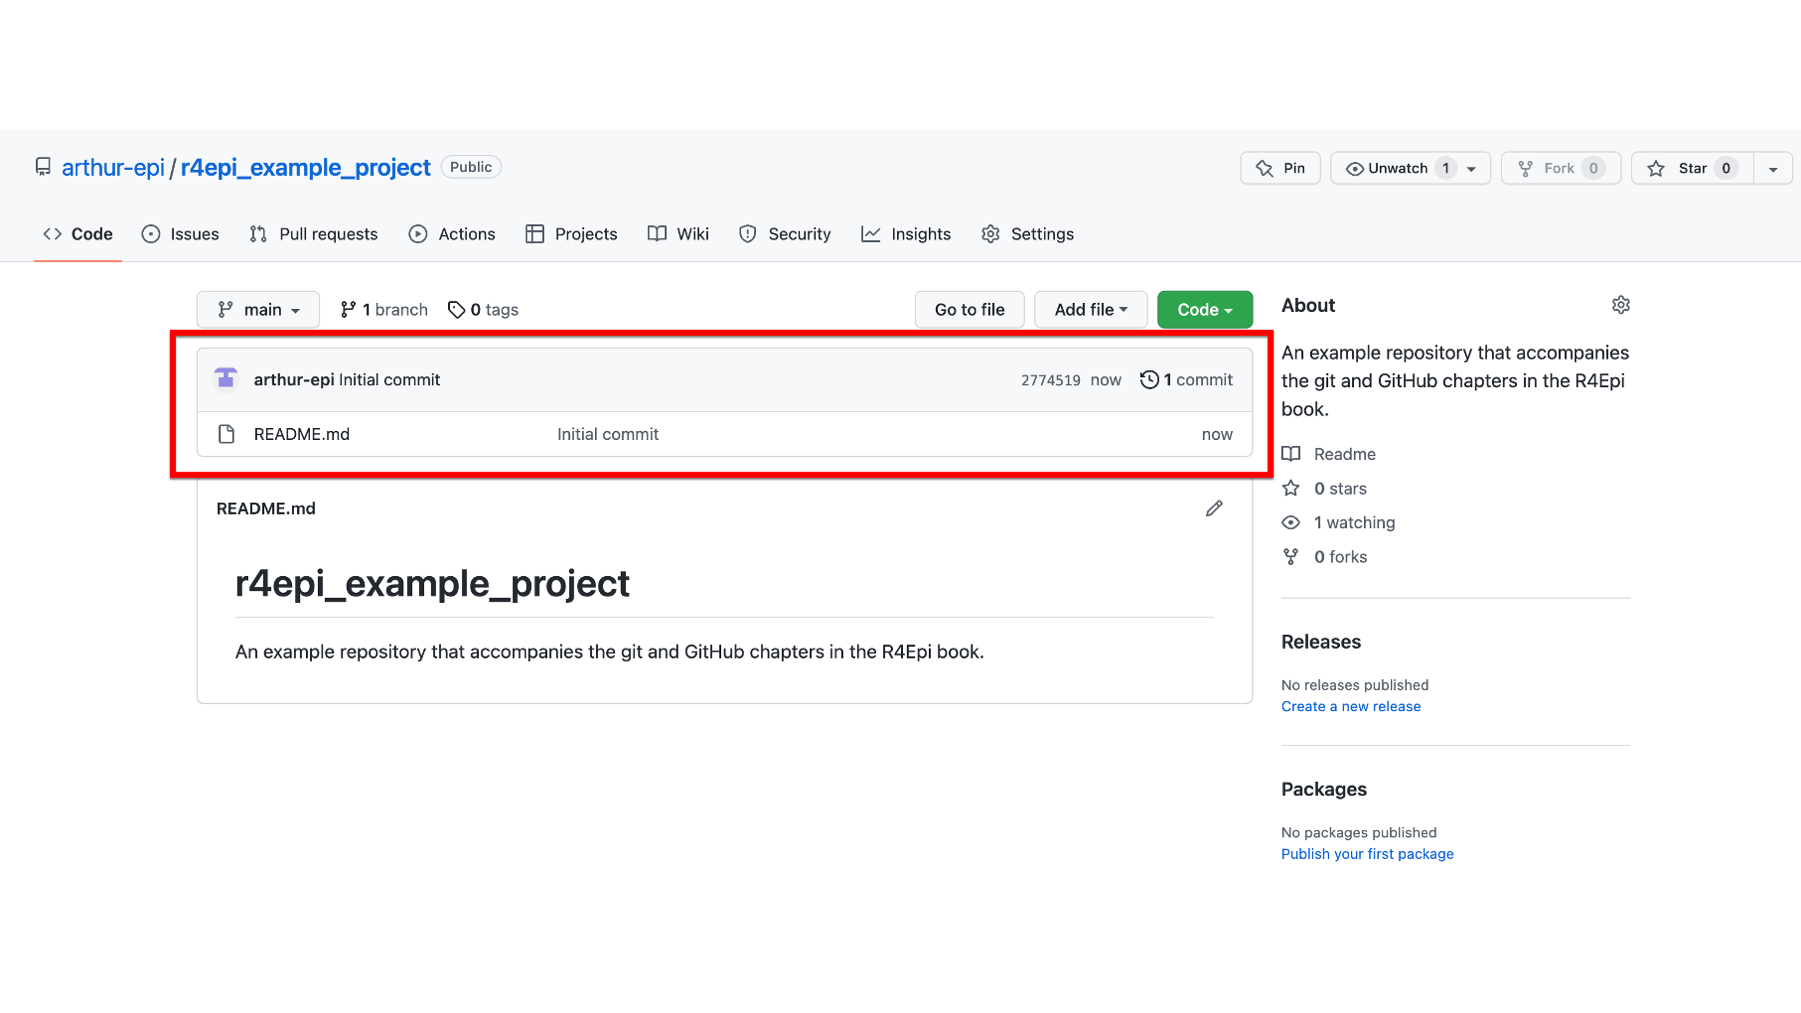 arthur-epi / r4epi_example_project Public
Pin Unwatch 1 Fork 0 Star 0
Code Issues Pull requests Actions Projects Wiki Security Insights Settings
main 1 branch 0 tags Go to file Add file Code
arthur-epi Initial commit 2774519 now 1 commit
README.md Initial commit now
README.md
r4epi_example_project
An example repository that accompanies the git and GitHub chapters in the R4Epi book.
About
An example repository that accompanies
the git and GitHub chapters in the R4Epi
book.
Readme
0 stars
1 watching
0 forks
Releases
No releases published
Create a new release
Packages
No packages published
Publish your first package